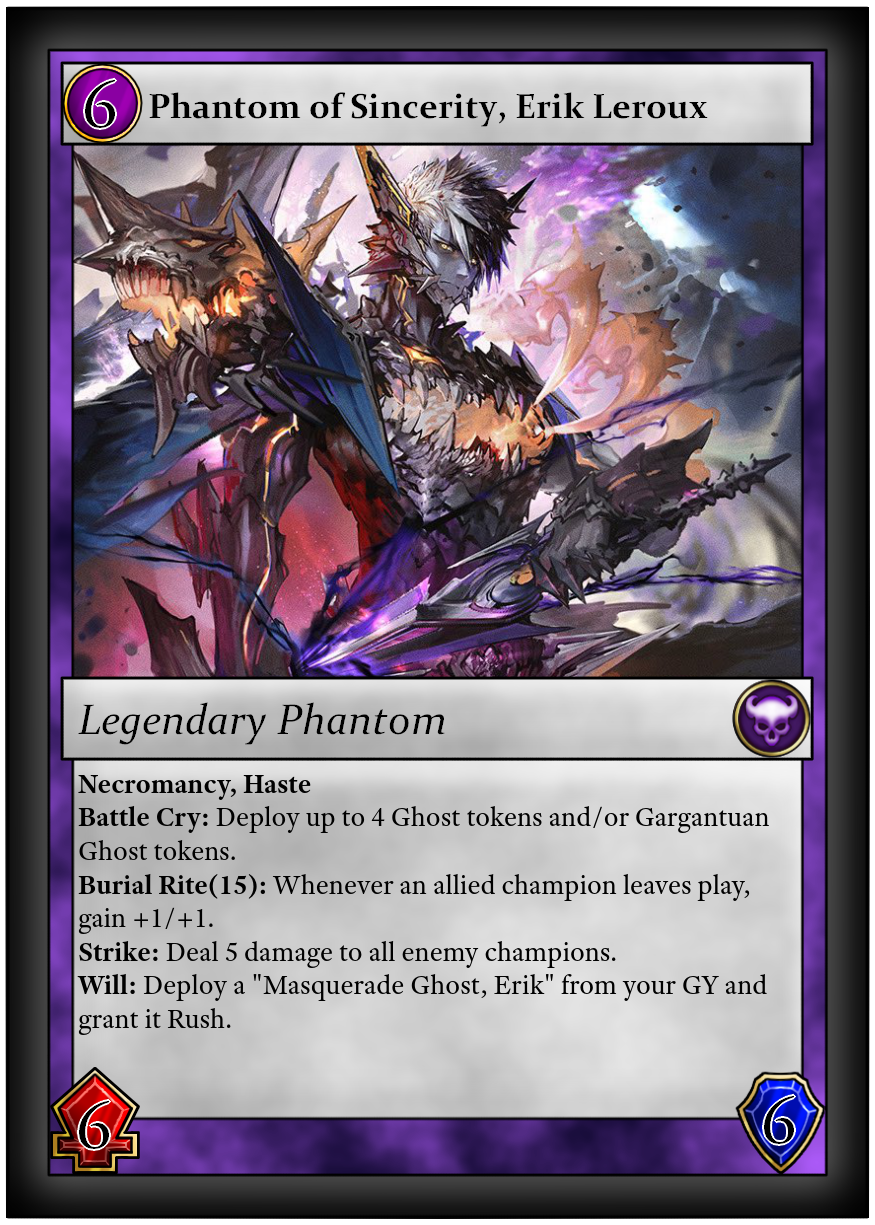 6 Phantom of Sincerity, Erik Leroux
Legendary Phantom
Necromancy, Haste
Battle Cry: Deploy up to 4 Ghost tokens and/or Gargantuan
Ghost tokens.
Burial Rite(15): Whenever an allied champion leaves play,
gain +1/+1.
Strike: Deal 5 damage to all enemy champions.
Will: Deploy a "Masquerade Ghost, Erik" from your GY and
grant it Rush.
6 6